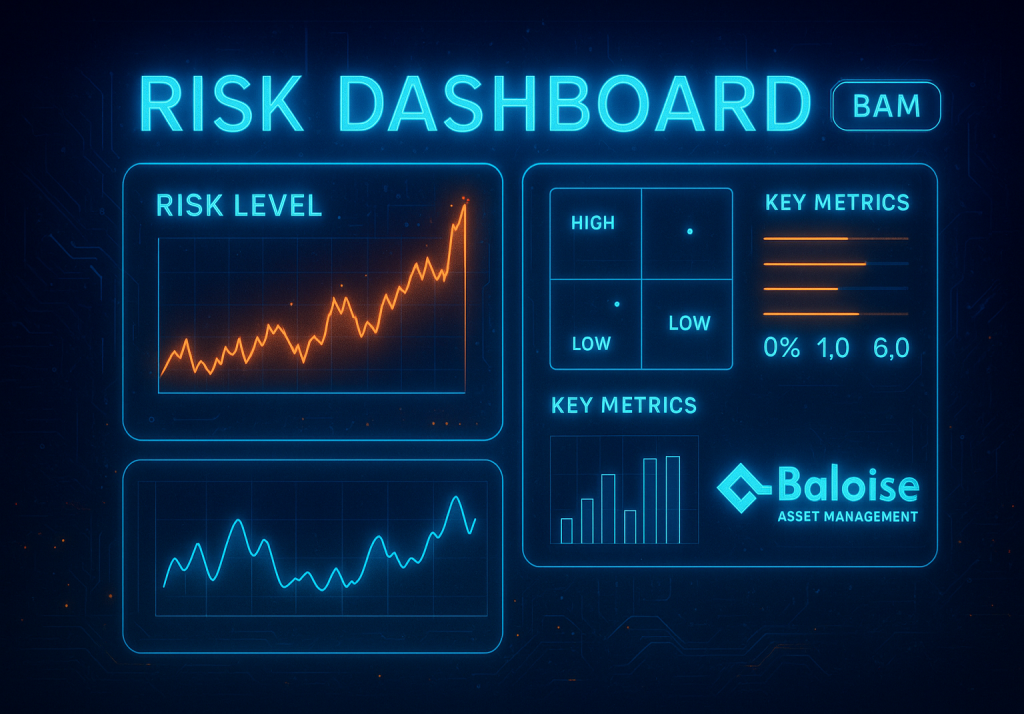 RISK DASHBOARD
BAM
RISK LEVEL
HIGH
LOW
LOW
KEY METRICS
0% 1,0 6,0
KEY METRICS
Baloise
ASSET MANAGEMENT